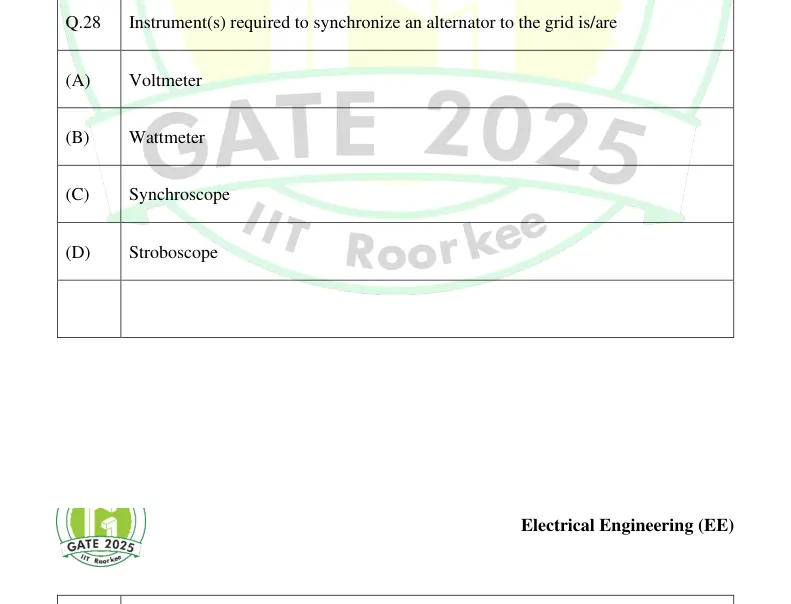 Q.28 Instrument(s) required to synchronize an alternator to the grid is/are
(A) Voltmeter
(B) Wattmeter
(C) Synchroscope
(D) Stroboscope
GATE 2025
IIT Roorkee
Electrical Engineering (EE)
GATE 2025
IIT Roorkee